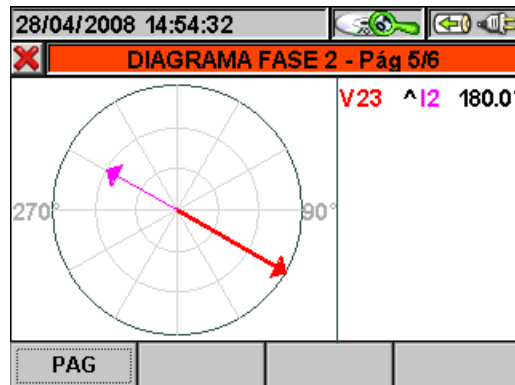 28/04/2008 14:54:32
DIAGRAMA FASE 2 - Pág 5/6
V23 ^I2 180.0°
270°
90°
PAG